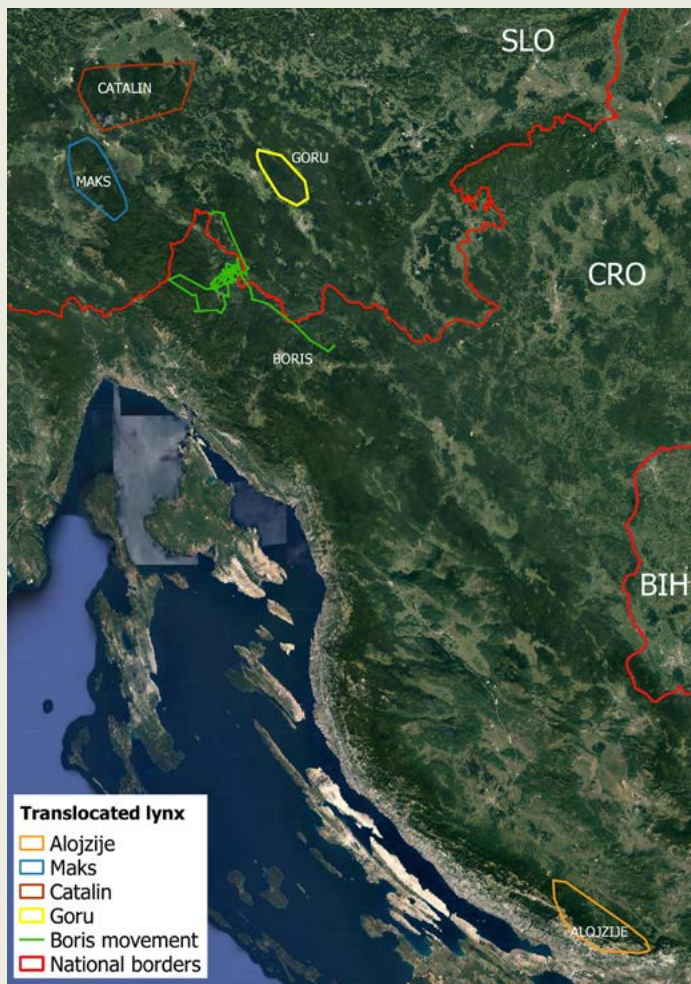 SLO
CATALIN
GORU
MAKS
CRO
BORIS
BIH
Translocated lynx
Alojzije
Maks
Catalin
Goru
Boris movement
National borders
ALOJZIJE